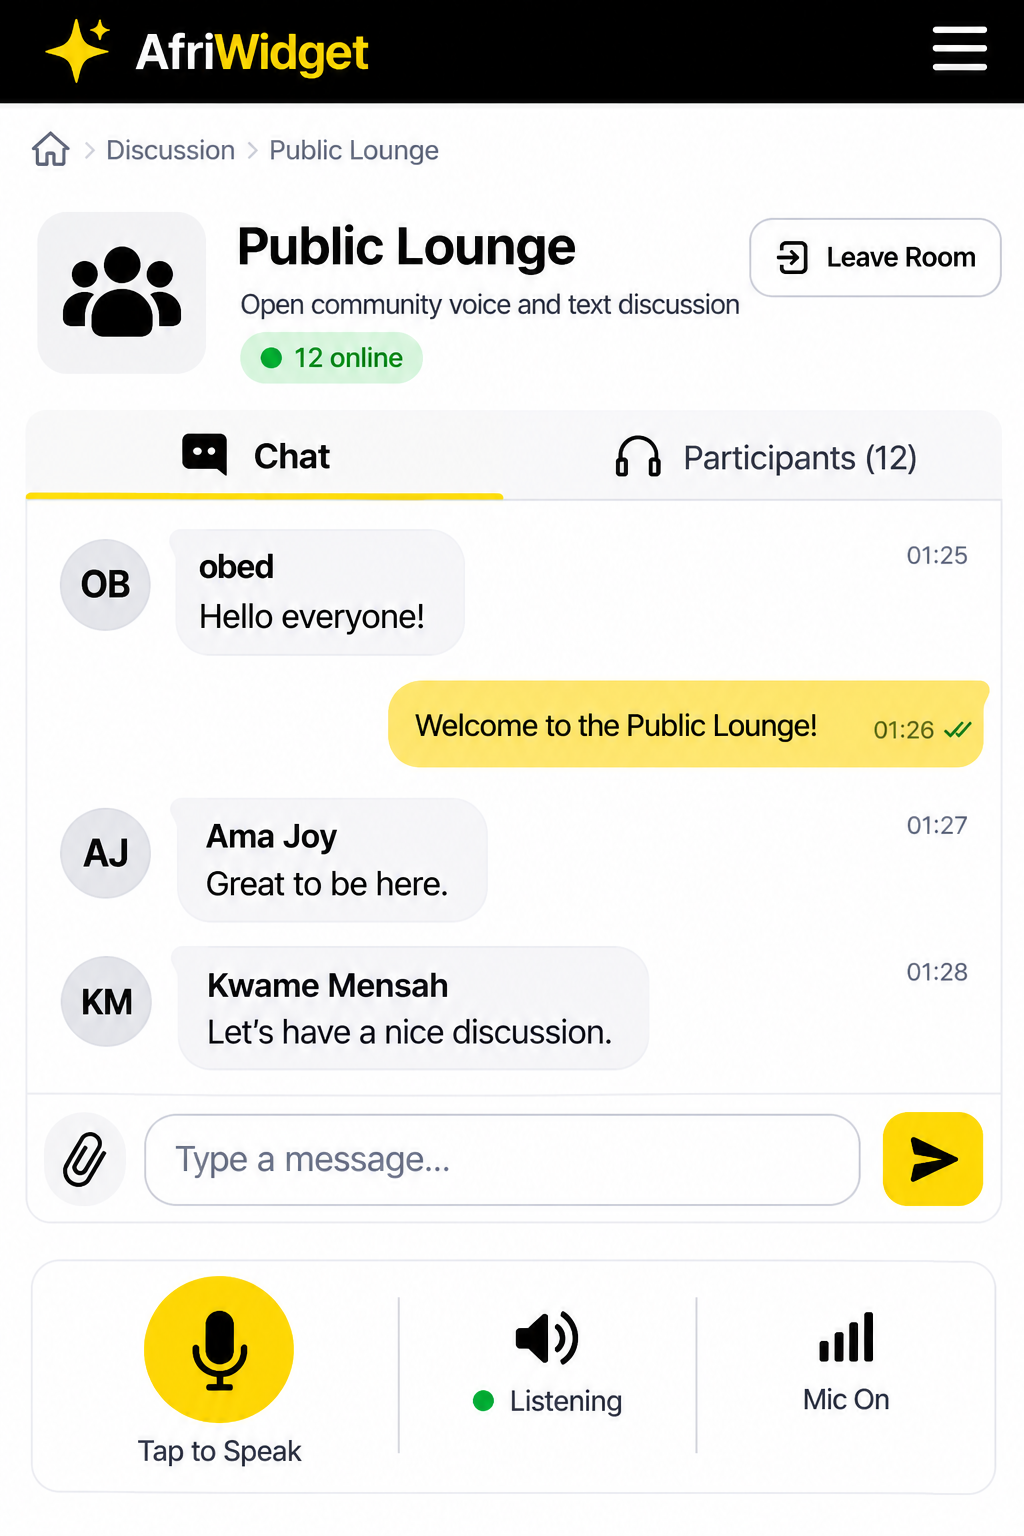 AfriWidget
Discussion Public Lounge
Public Lounge
Leave Room
Open community voice and text discussion
12 online
Chat
Participants (12)
OB
obed
01:25
Hello everyone!
Welcome to the Public Lounge! 01:26
AJ
Ama Joy
01:27
Great to be here.
KM
Kwame Mensah
01:28
Let's have a nice discussion.
Type a message...
Tap to Speak
Listening
Mic On